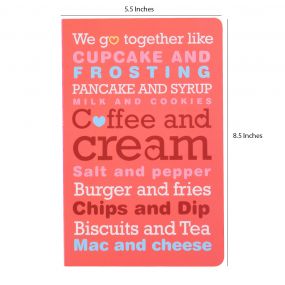 5.5 Inches
We go together like
CUPCAKE AND
FROSTING
PANCAKE AND SYRUP
MILK AND COOKIES
Coffee and
cream
Salt and pepper
Burger and fries
Chips and Dip
Biscuits and Tea
Mac and cheese
8.5 Inches